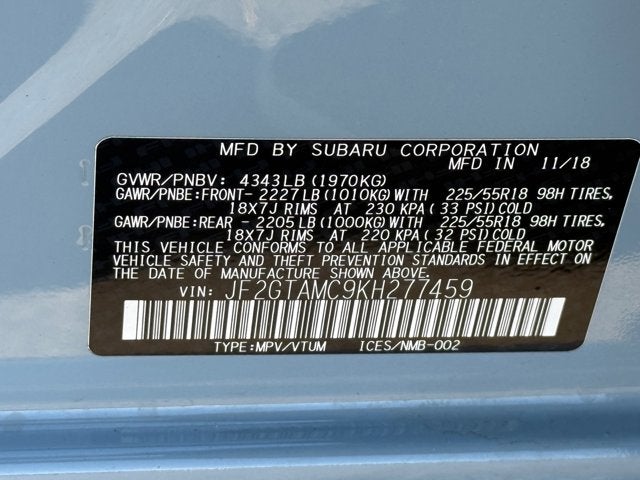 MFD BY SUBARU CORPORATION
MFD IN 11/18
GVWR/PNBV: 4343LB(1970KG)
GAWR/PNBE:FRONT-2227LB(1010KG)WITH 225/55R18 98H TIRES,
18X7J RIMS AT 230 KPA(33 PSI)COLD
GAWR/PNBE:REAR -2205LB(1000KG)WITH 225/55R18 98H TIRES,
18X7J RIMS AT 220 KPA(32 PSI)COLD
THIS VEHICLE CONFORMS TO ALL APPLICABLE FEDERAL MOTOR
VEHICLE SAFETY AND THEFT PREVENTION STANDARDS IN EFFECT ON
THE DATE OF MANUFACTURE SHOWN ABOVE.
VIN: JF2GTAMC9KH277459
TYPE:MPV/VTUM ICES/NMB-002